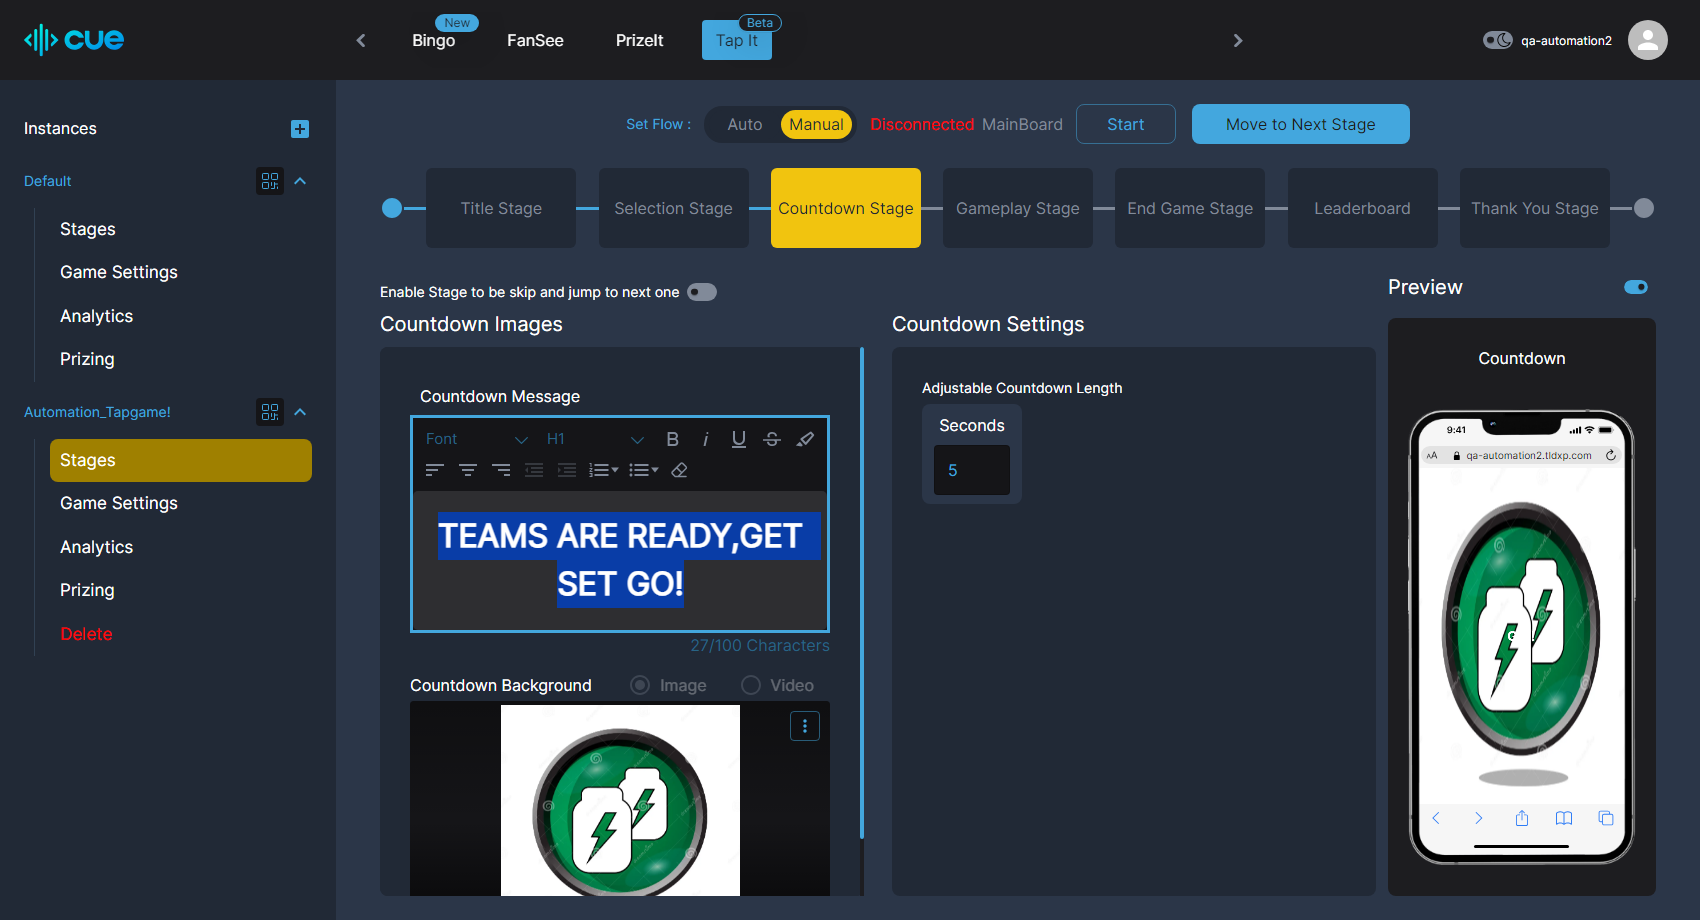 cue
New
Bingo
FanSee
PrizeIt
Beta
Tap It
qa-automation2
Instances
Default
Stages
Game Settings
Analytics
Prizing
Automation_Tapgame!
Stages
Game Settings
Analytics
Prizing
Delete
Set Flow :
Auto
Manual
Disconnected MainBoard
Start
Move to Next Stage
Title Stage
Selection Stage
Countdown Stage
Gameplay Stage
End Game Stage
Leaderboard
Thank You Stage
Enable Stage to be skip and jump to next one
Countdown Images
Countdown Message
Font
H1
B i U S
TEAMS ARE READY,GET
SET GO!
27/100 Characters
Countdown Background
Image
Video
Countdown Settings
Adjustable Countdown Length
Seconds
5
Preview
Countdown
9:41
AA
qa-automation2.tldxp.com